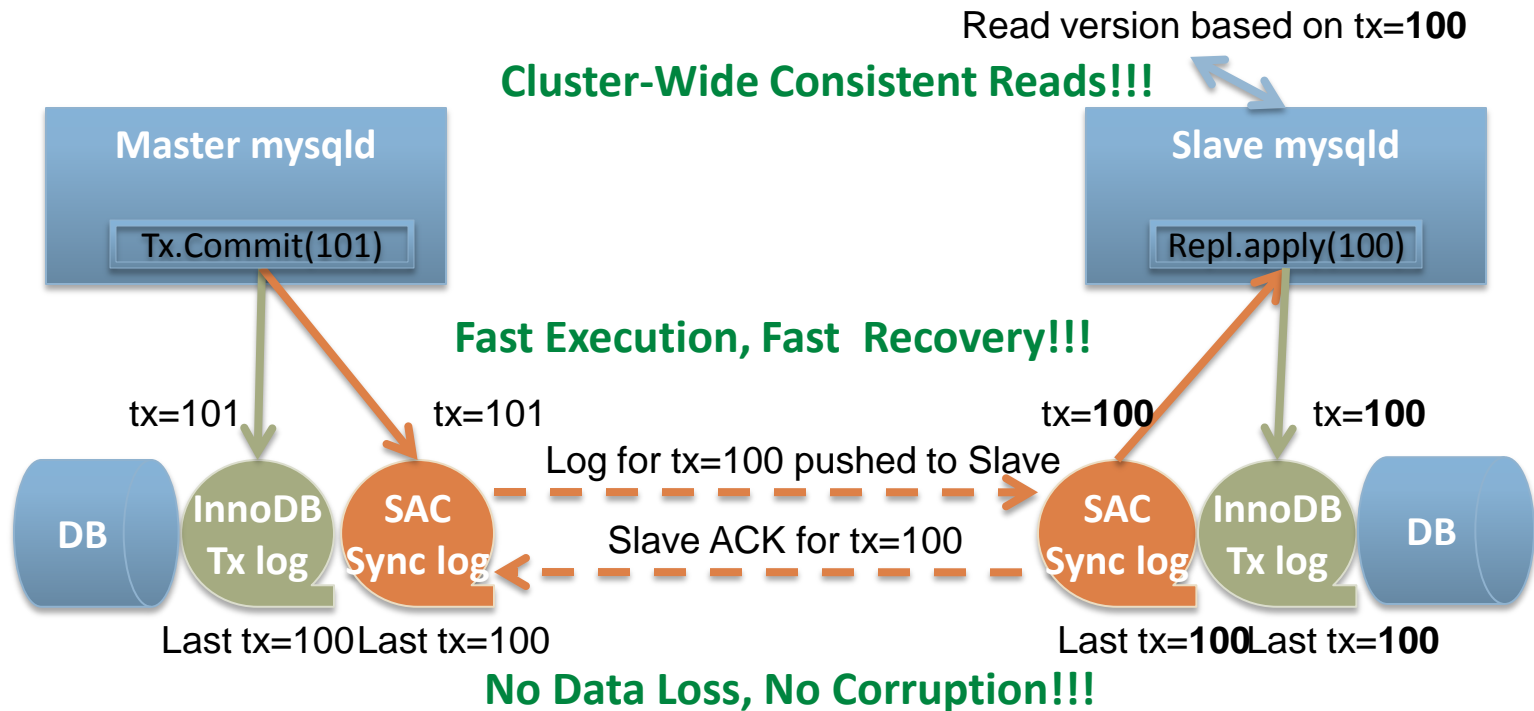 Read version based on tx=100
Cluster-Wide Consistent Reads!!!
Master mysqld
Slave mysqld
Tx.Commit(101)
Repl.apply(100)
Fast Execution, Fast  Recovery!!!
tx=101
tx=101
tx=100
tx=100
Log for tx=100 pushed to Slave
DB
InnoDB
Tx log
SAC
Sync log
Slave ACK for tx=100
SAC
Sync log
InnoDB
Tx log
DB
Last tx=100
Last tx=100
Last tx=100
Last tx=100
No Data Loss, No Corruption!!!